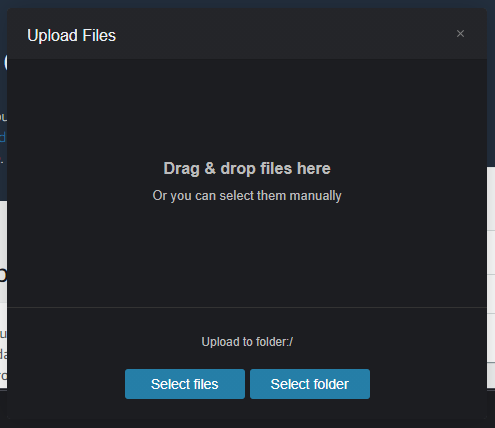 Upload Files
×
Drag & drop files here
Or you can select them manually
Upload to folder:/
Select files
Select folder